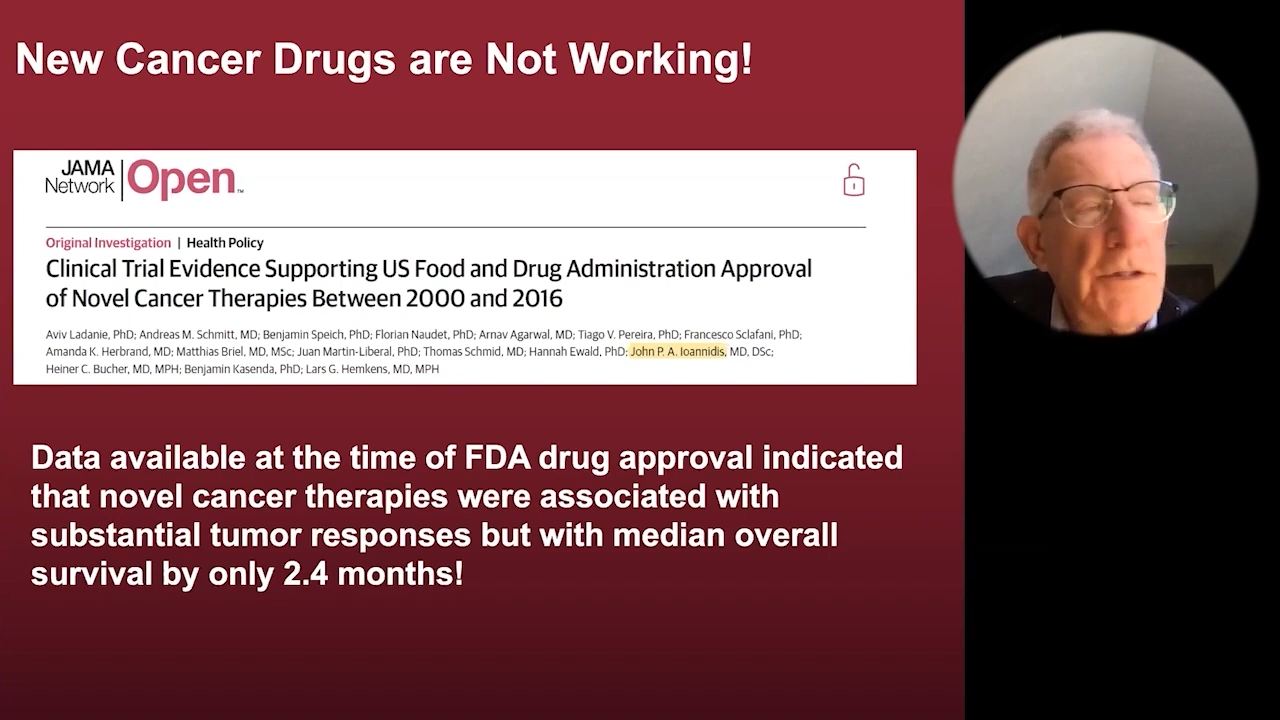 New Cancer Drugs are Not Working!
JAMA
Network
Open™
Original Investigation | Health Policy
Clinical Trial Evidence Supporting US Food and Drug Administration Approval
of Novel Cancer Therapies Between 2000 and 2016
Aviv Ladanie, PhD; Andreas M. Schmitt, MD; Benjamin Speich, PhD; Florian Naudet, PhD; Arnav Agarwal, MD; Tiago V. Pereira, PhD; Francesco Sclafani, PhD;
Amanda K. Herbrand, MD; Matthias Briel, MD, MSc; Juan Martin-Liberal, PhD; Thomas Schmid, MD; Hannah Ewald, PhD; John P. A. Ioannidis, MD, DSc;
Heiner C. Bucher, MD, MPH; Benjamin Kasenda, PhD; Lars G. Hemkens, MD, MPH
Data available at the time of FDA drug approval indicated
that novel cancer therapies were associated with
substantial tumor responses but with median overall
survival by only 2.4 months!